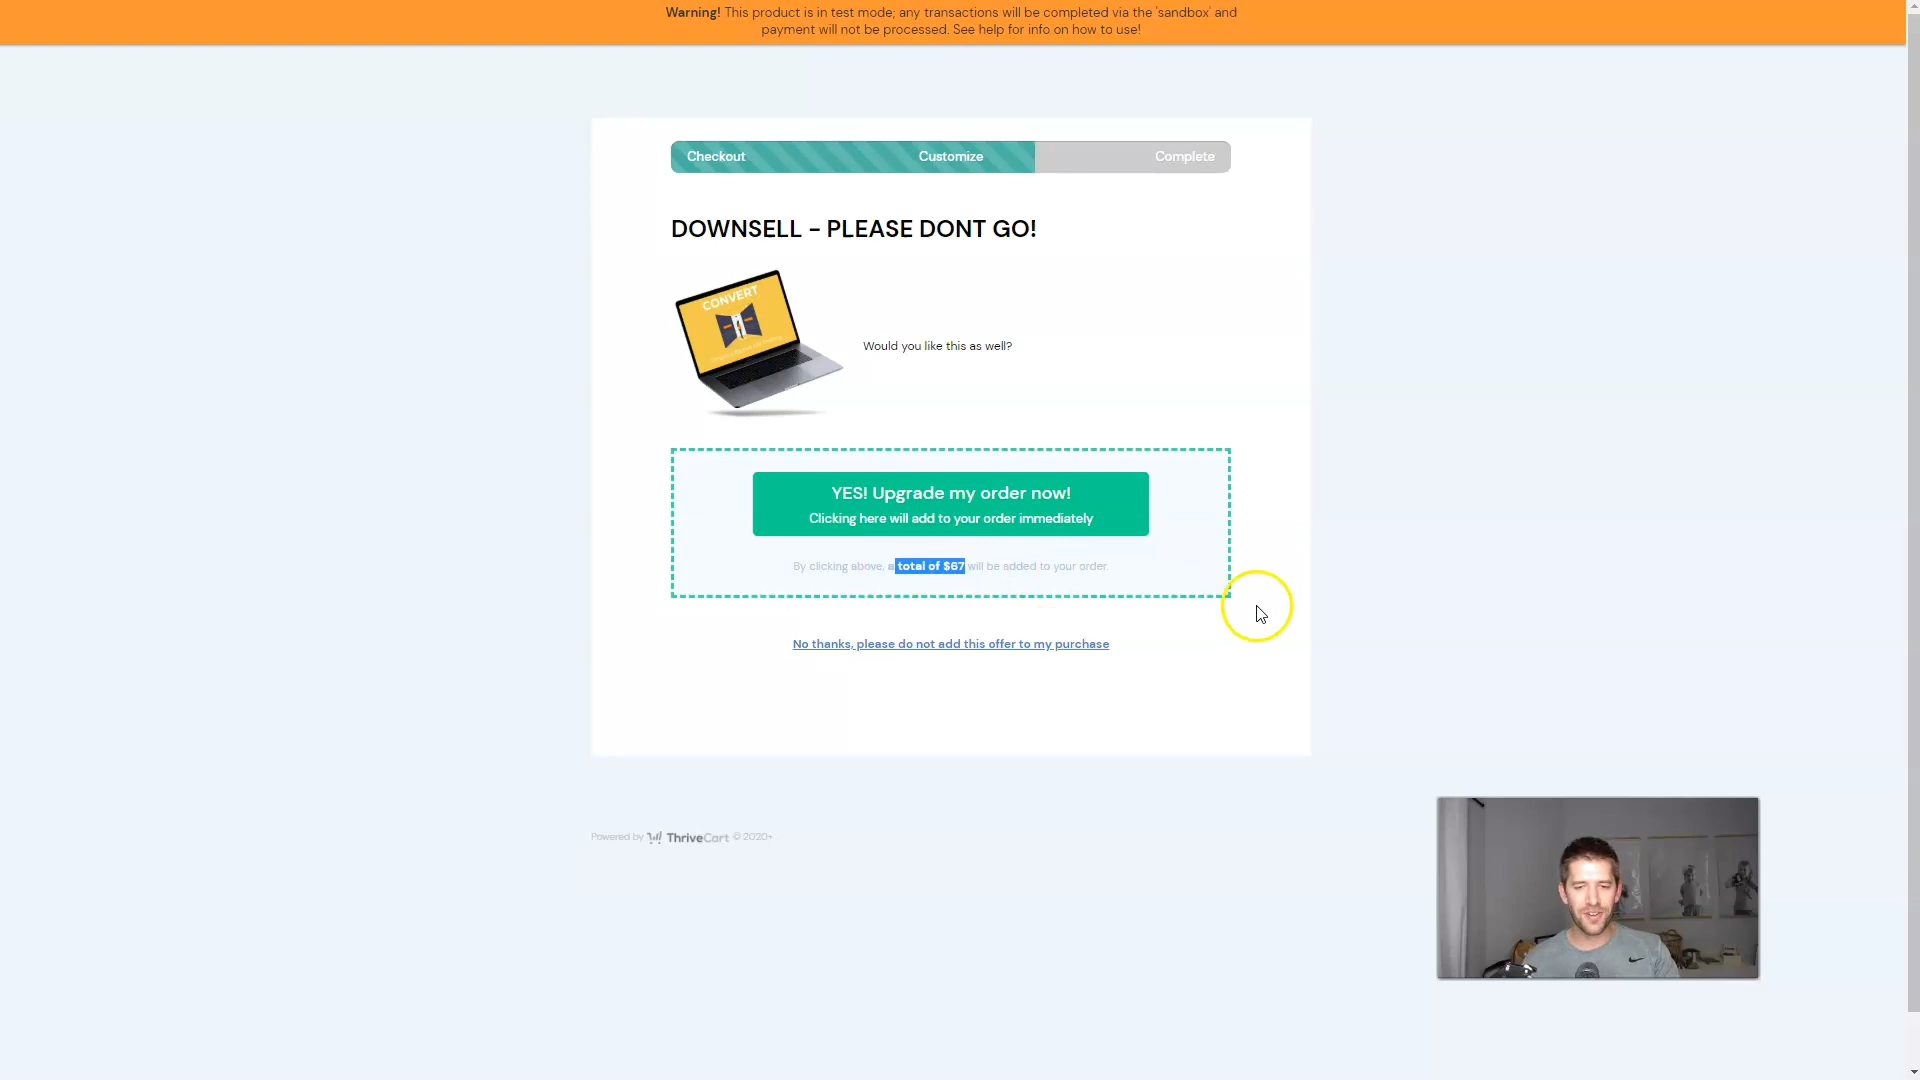 Warning! This product is in test mode; any transactions will be completed via the 'sandbox' and
payment will not be processed. See help for info on how to use!
Checkout Customize Complete
DOWNSELL - PLEASE DONT GO!
CONVERT
Would you like this as well?
YES! Upgrade my order now!
Clicking here will add to your order immediately
By clicking above, a total of $67 will be added to your order.
No thanks, please do not add this offer to my purchase
Powered by ThriveCart © 2020+